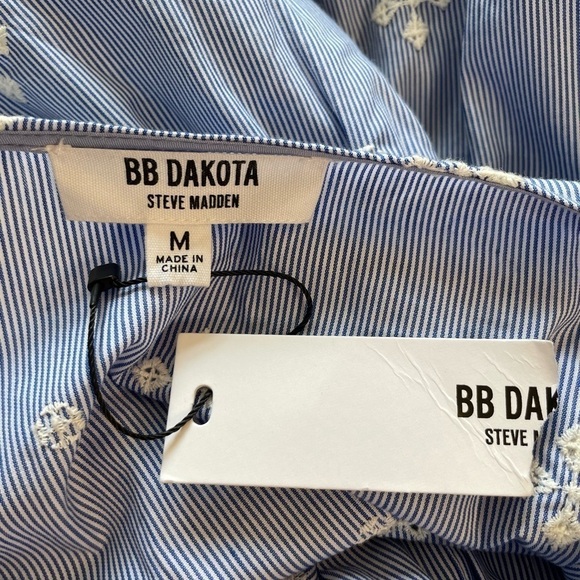 BB DAKOTA
STEVE MADDEN
M
MADE IN
CHINA
BB DAK
STEVE M